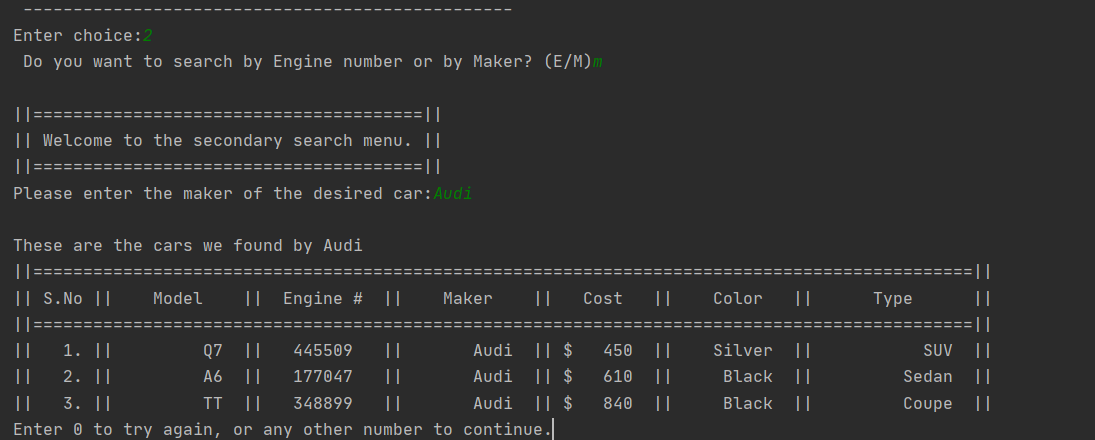 -------------------------------------------------
Enter choice:2
Do you want to search by Engine number or by Maker? (E/M)m
||=======================================||
|| Welcome to the secondary search menu. ||
||=======================================||
Please enter the maker of the desired car:Audi
These are the cars we found by Audi
||==============================================================================================||
|| S.No ||    Model    ||  Engine #  ||    Maker    ||   Cost   ||    Color   ||      Type      ||
||==============================================================================================||
||   1. ||         Q7  ||   445509   ||       Audi  || $   450  ||    Silver  ||           SUV  ||
||   2. ||         A6  ||   177047   ||       Audi  || $   610  ||     Black  ||         Sedan  ||
||   3. ||         TT  ||   348899   ||       Audi  || $   840  ||     Black  ||         Coupe  ||
Enter 0 to try again, or any other number to continue.